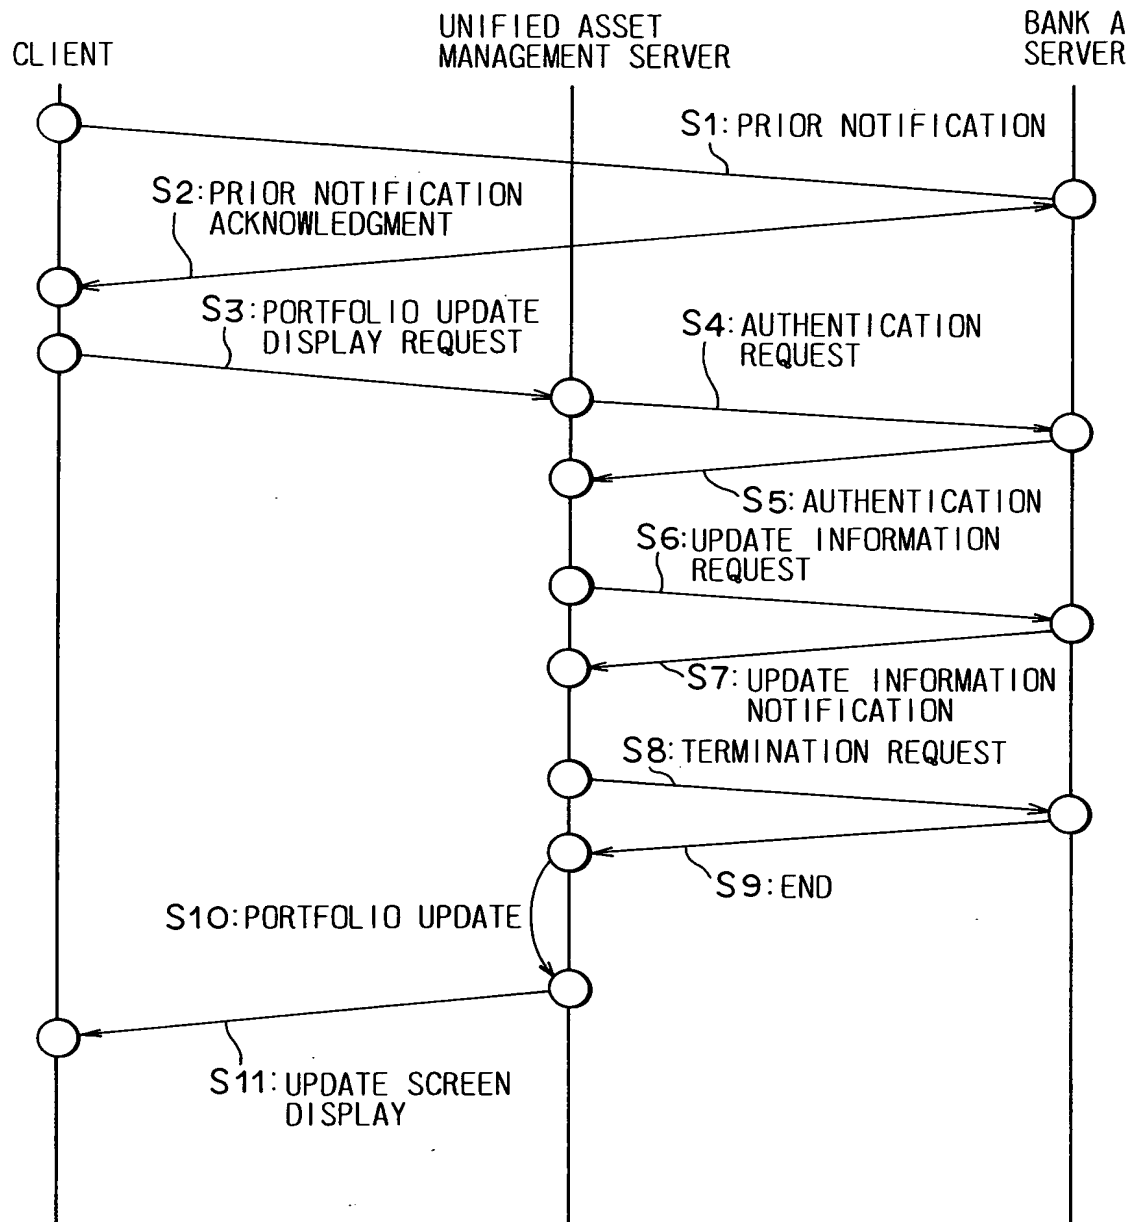 CLIENT
UNIFIED ASSET
MANAGEMENT SERVER
BANK A
SERVER
S1: PRIOR NOTIFICATION
S2: PRIOR NOTIFICATION
ACKNOWLEDGMENT
S3: PORTFOLIO UPDATE
DISPLAY REQUEST
S4: AUTHENTICATION
REQUEST
S5: AUTHENTICATION
S6: UPDATE INFORMATION
REQUEST
S7: UPDATE INFORMATION
NOTIFICATION
S8: TERMINATION REQUEST
S9: END
S10: PORTFOLIO UPDATE
S11: UPDATE SCREEN
DISPLAY